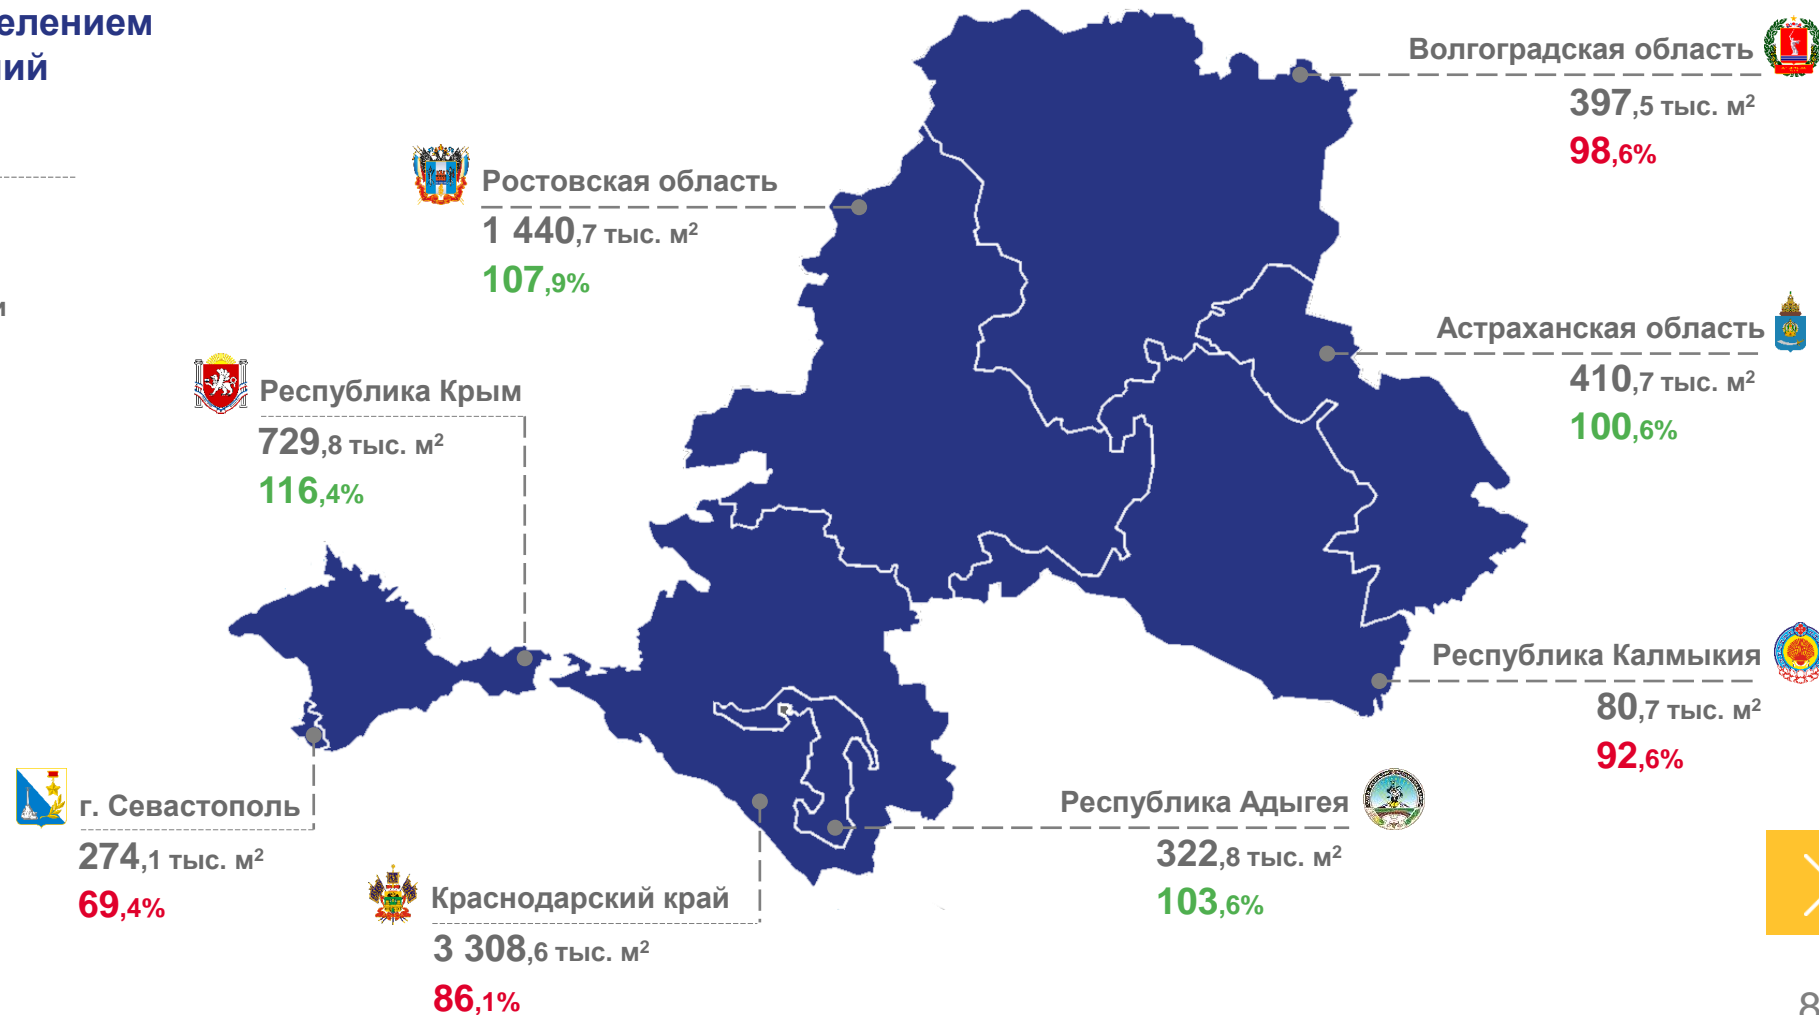 елением
ий
и
Волгоградская область
397,5 тыс. м²
98,6%
Ростовская область
1 440,7 тыс. м²
107,9%
Астраханская область
410,7 тыс. м²
100,6%
Республика Крым
729,8 тыс. м²
116,4%
Республика Калмыкия
80,7 тыс. м²
92,6%
г. Севастополь
274,1 тыс. м²
69,4%
Республика Адыгея
322,8 тыс. м²
103,6%
Краснодарский край
3 308,6 тыс. м²
86,1%
8